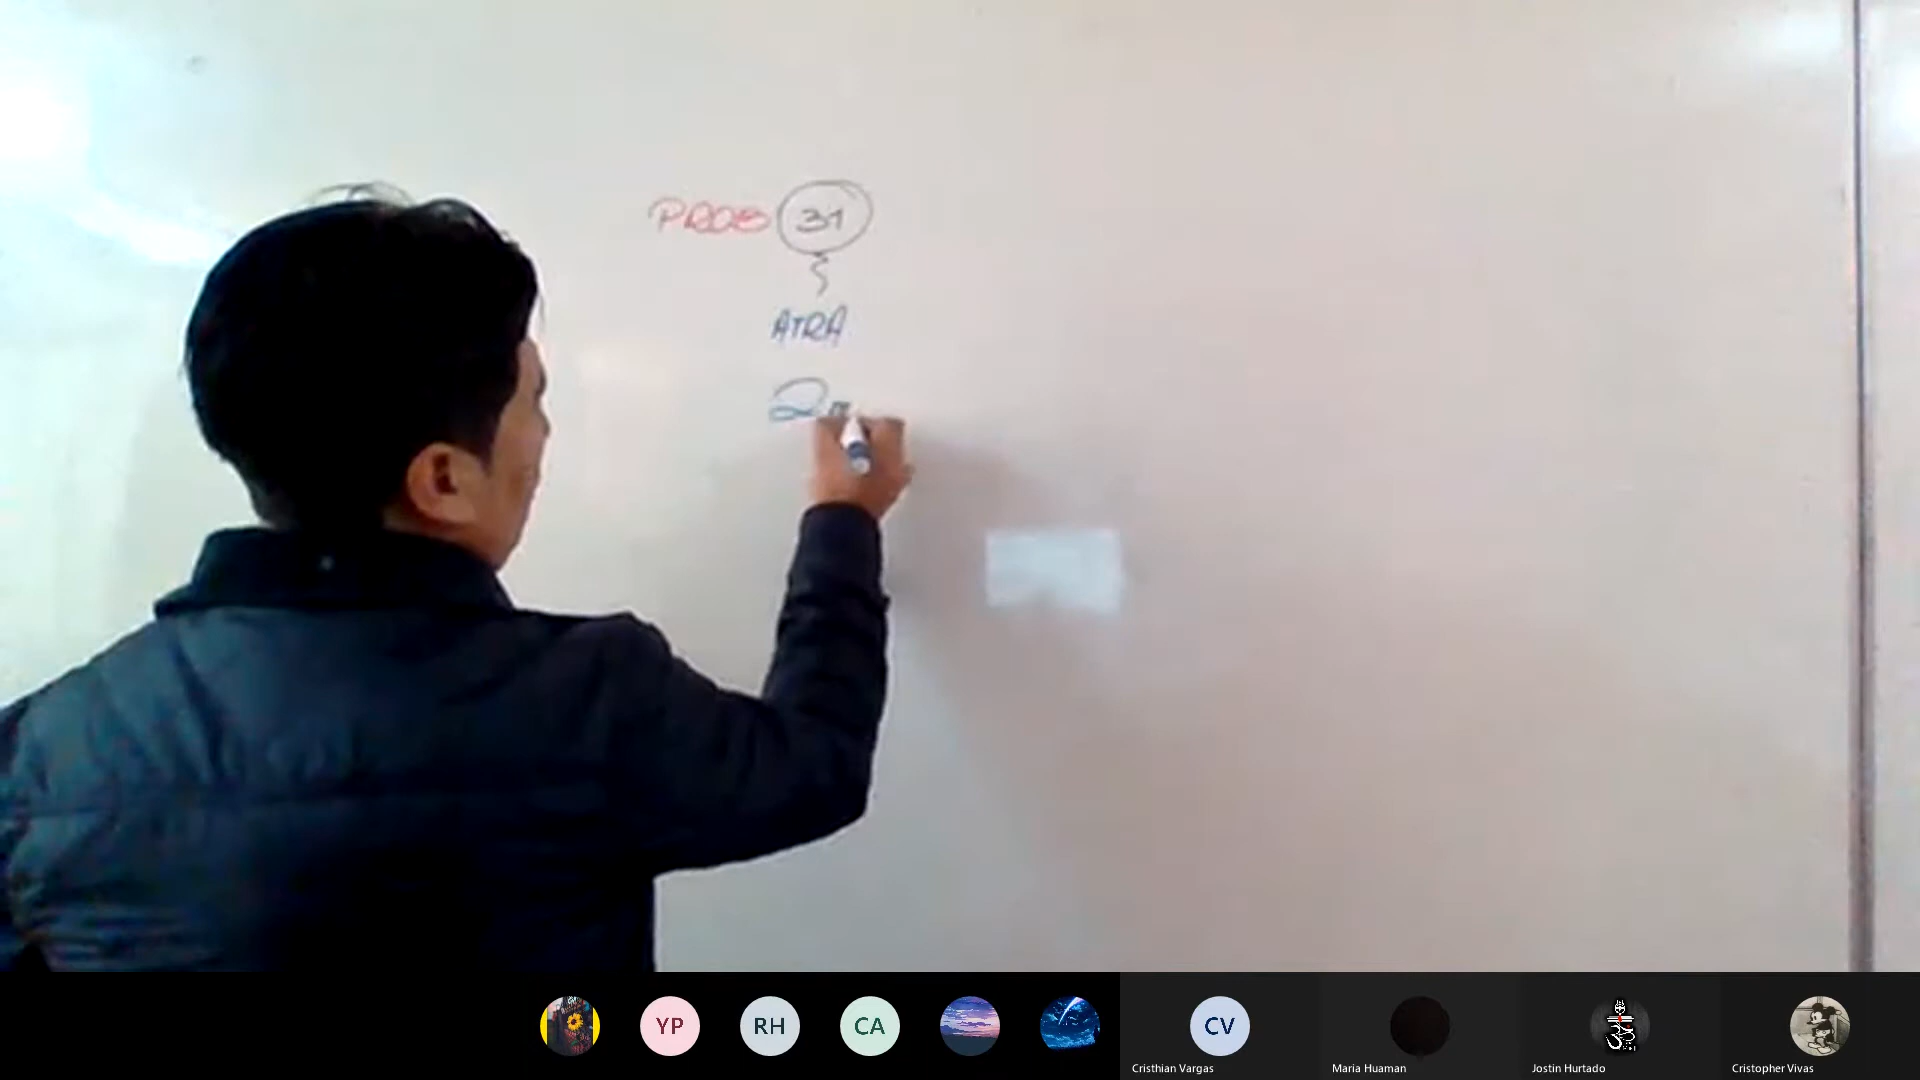 PROB 31
ATRA
YP RH CA CV
Cristhian Vargas Maria Huaman Jostin Hurtado Cristopher Vivas